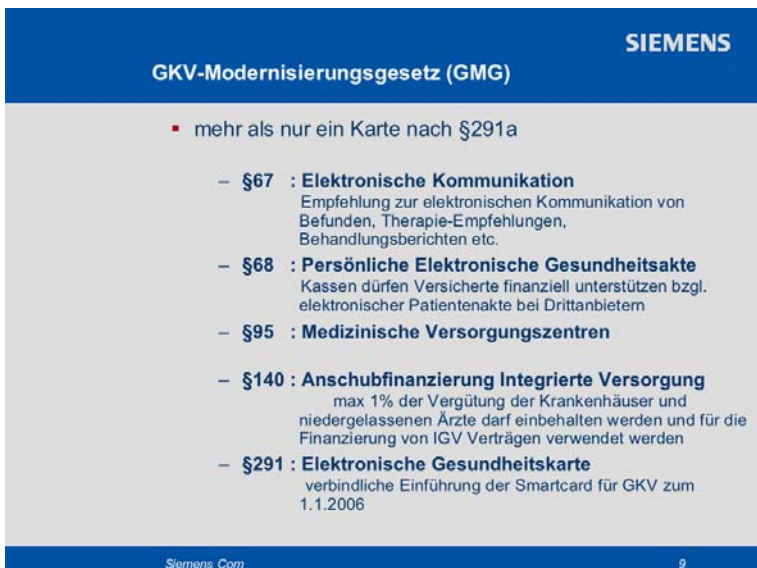 SIEMENS
GKV-Modernisierungsgesetz (GMG)
▪ mehr als nur ein Karte nach §291a
– §67 : Elektronische Kommunikation
Empfehlung zur elektronischen Kommunikation von
Befunden, Therapie-Empfehlungen,
Behandlungsberichten etc.
– §68 : Persönliche Elektronische Gesundheitsakte
Kassen dürfen Versicherte finanziell unterstützen bzgl.
elektronischer Patientenakte bei Drittanbietern
– §95 : Medizinische Versorgungszentren
– §140 : Anschubfinanzierung Integrierte Versorgung
max 1% der Vergütung der Krankenhäuser und
niedergelassenen Ärzte darf einbehalten werden und für die
Finanzierung von IGV Verträgen verwendet werden
– §291 : Elektronische Gesundheitskarte
verbindliche Einführung der Smartcard für GKV zum
1.1.2006
Siemens Com 9